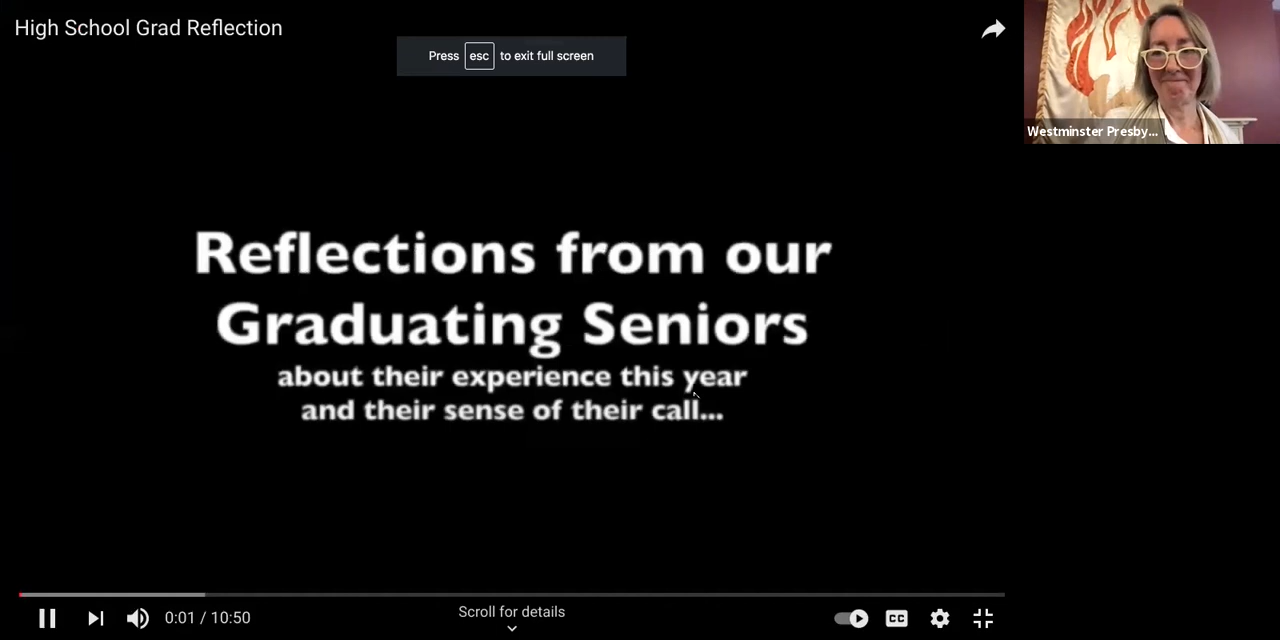 High School Grad Reflection
Press esc to exit full screen
Westminster Presby...
Reflections from our
Graduating Seniors
about their experience this year
and their sense of their call...
0:01 / 10:50
Scroll for details
CC